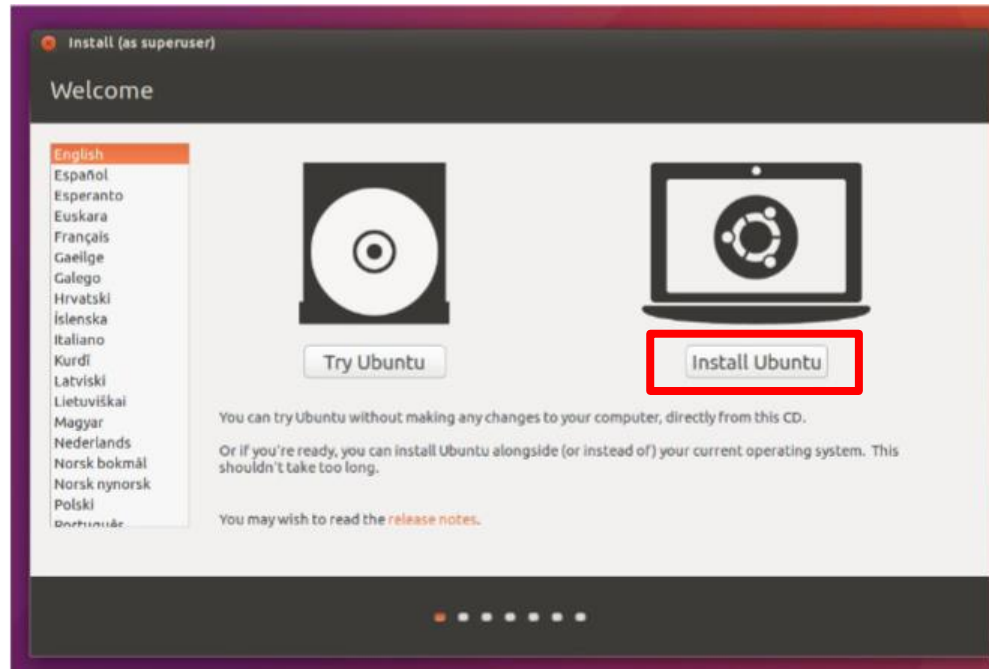 Install (as superuser)
Welcome
English
Español
Esperanto
Euskara
Français
Gaeilge
Galego
Hrvatski
Íslenska
Italiano
Kurdî
Latviski
Lietuviškai
Magyar
Nederlands
Norsk bokmål
Norsk nynorsk
Polski
Português
Try Ubuntu
Install Ubuntu
You can try Ubuntu without making any changes to your computer, directly from this CD.
Or if you're ready, you can install Ubuntu alongside (or instead of) your current operating system. This
shouldn't take too long.
You may wish to read the release notes.